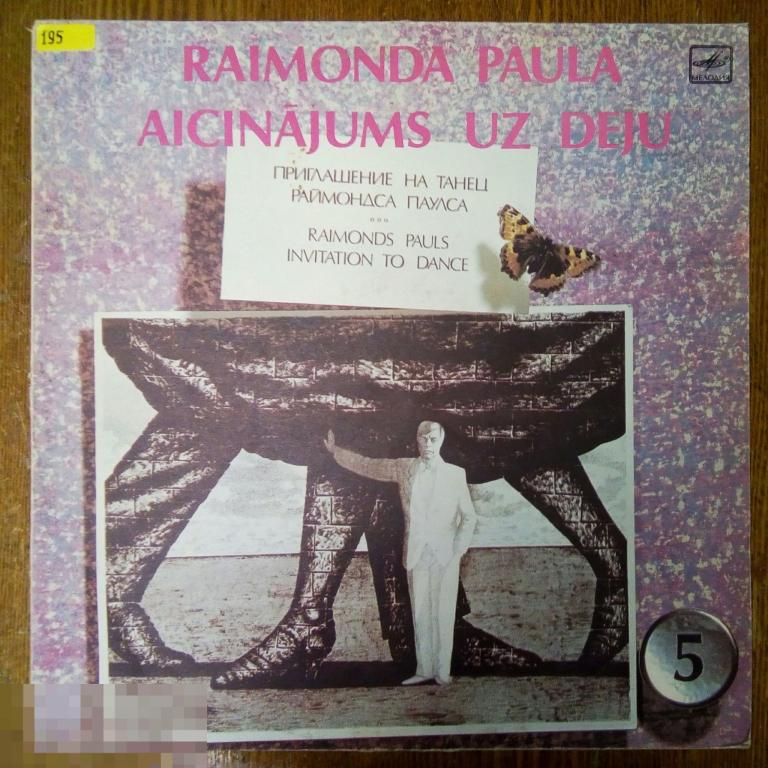 195
RAIMONDA PAULA
МЕЛОДИЯ
AICINĀJUMS UZ DEJU
ПРИГЛАШЕНИЕ НА ТАНЕЦ
РАЙМОНДСА ПАУЛСА
RAIMONDS PAULS
INVITATION TO DANCE
5